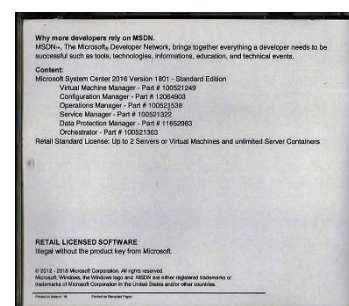 Why more developers rely on MSDN.
MSDN™, The Microsoft® Developer Network, brings together everything a developer needs to be
successful such as tools, technologies, informations, education, and technical events.
Content:
Microsoft System Center 2016 Version 1801 - Standard Edition
Virtual Machine Manager - Part # 100521249
Configuration Manager - Part # 12064903
Operations Manager - Part # 100521538
Service Manager - Part # 100521322
Data Protection Manager - Part # 11652963
Orchestrator - Part # 100521363
Retail Standard License: Up to 2 Servers or Virtual Machines and unlimited Server Containers
RETAIL LICENSED SOFTWARE
Illegal without the product key from Microsoft.
© 2012 - 2018 Microsoft Corporation. All rights reserved.
Microsoft, Windows, the Windows logo and MSDN are either registered trademarks or
trademarks of Microsoft Corporation in the United States and/or other countries.
Printed on Recycled Paper